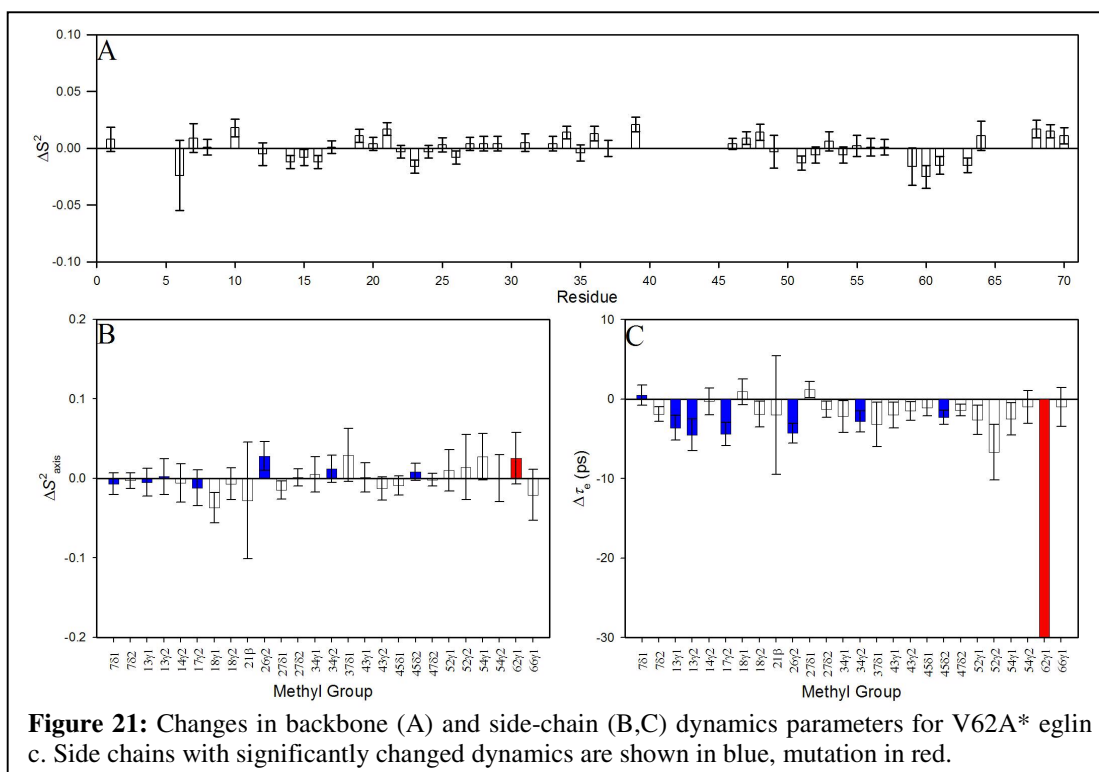 A
0.10
0.05
0.00
-0.05
-0.10
ΔS²
0 5 10 15 20 25 30 35 40 45 50 55 60 65 70
Residue
B
0.2
0.1
0.0
-0.1
-0.2
ΔS²axis
7δ1 7δ2 13γ1 13γ2 14γ2 17γ2 18γ1 18γ2 21β 26γ2 27δ1 27δ2 34γ1 34γ2 37δ1 43γ1 43γ2 45δ1 45δ2 47δ2 52γ1 52γ2 54γ1 54γ2 62γ1 66γ1
Methyl Group
C
10
0
-10
-20
-30
Δτe (ps)
7δ1 7δ2 13γ1 13γ2 14γ2 17γ2 18γ1 18γ2 21β 26γ2 27δ1 27δ2 34γ1 34γ2 37δ1 43γ1 43γ2 45δ1 45δ2 47δ2 52γ1 52γ2 54γ1 54γ2 62γ1 66γ1
Methyl Group
Figure 21: Changes in backbone (A) and side-chain (B,C) dynamics parameters for V62A* eglin
c. Side chains with significantly changed dynamics are shown in blue, mutation in red.